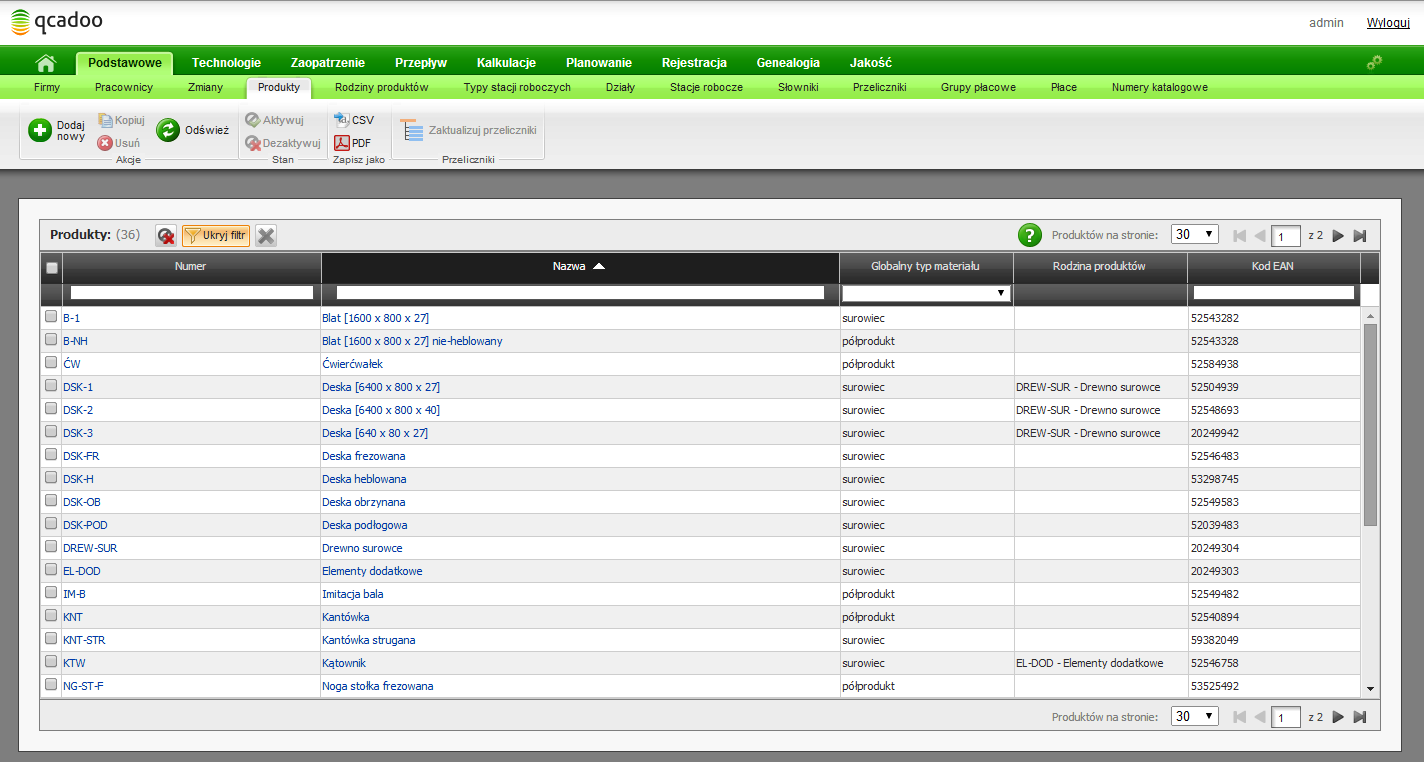 qcadoo
admin Wyloguj
Podstawowe Technologie Zaopatrzenie Przepływ Kalkulacje Planowanie Rejestracja Genealogia Jakość
Firmy Pracownicy Zmiany Produkty Rodziny produktów Typy stacji roboczych Działy Stacje robocze Słowniki Przeliczniki Grupy płacowe Płace Numery katalogowe
Dodaj nowy Kopiuj Usuń Odśwież Aktywuj Dezaktywuj CSV PDF Zaktualizuj przeliczniki
Akcje Stan Zapisz jako Przeliczniki
Produkty: (36) Ukryj filtr ? Produktów na stronie: 30 1 z 2
Numer Nazwa Globalny typ materiału Rodzina produktów Kod EAN
B-1 Blat [1600 x 800 x 27] surowiec 52543282
B-NH Blat [1600 x 800 x 27] nie-heblowany półprodukt 52543328
ĆW Ćwierćwałek półprodukt 52584938
DSK-1 Deska [6400 x 800 x 27] surowiec DREW-SUR - Drewno surowce 52504939
DSK-2 Deska [6400 x 800 x 40] surowiec DREW-SUR - Drewno surowce 52548693
DSK-3 Deska [640 x 80 x 27] surowiec DREW-SUR - Drewno surowce 20249942
DSK-FR Deska frezowana surowiec 52546483
DSK-H Deska heblowana surowiec 53298745
DSK-OB Deska obrzynana surowiec 52549583
DSK-POD Deska podłogowa surowiec 52039483
DREW-SUR Drewno surowce surowiec 20249304
EL-DOD Elementy dodatkowe surowiec 20249303
IM-B Imitacja bala półprodukt 52549482
KNT Kantówka półprodukt 52540894
KNT-STR Kantówka strugana surowiec 59382049
KTW Kątownik surowiec EL-DOD - Elementy dodatkowe 52546758
NG-ST-F Noga stołka frezowana półprodukt 53525492
Produktów na stronie: 30 1 z 2